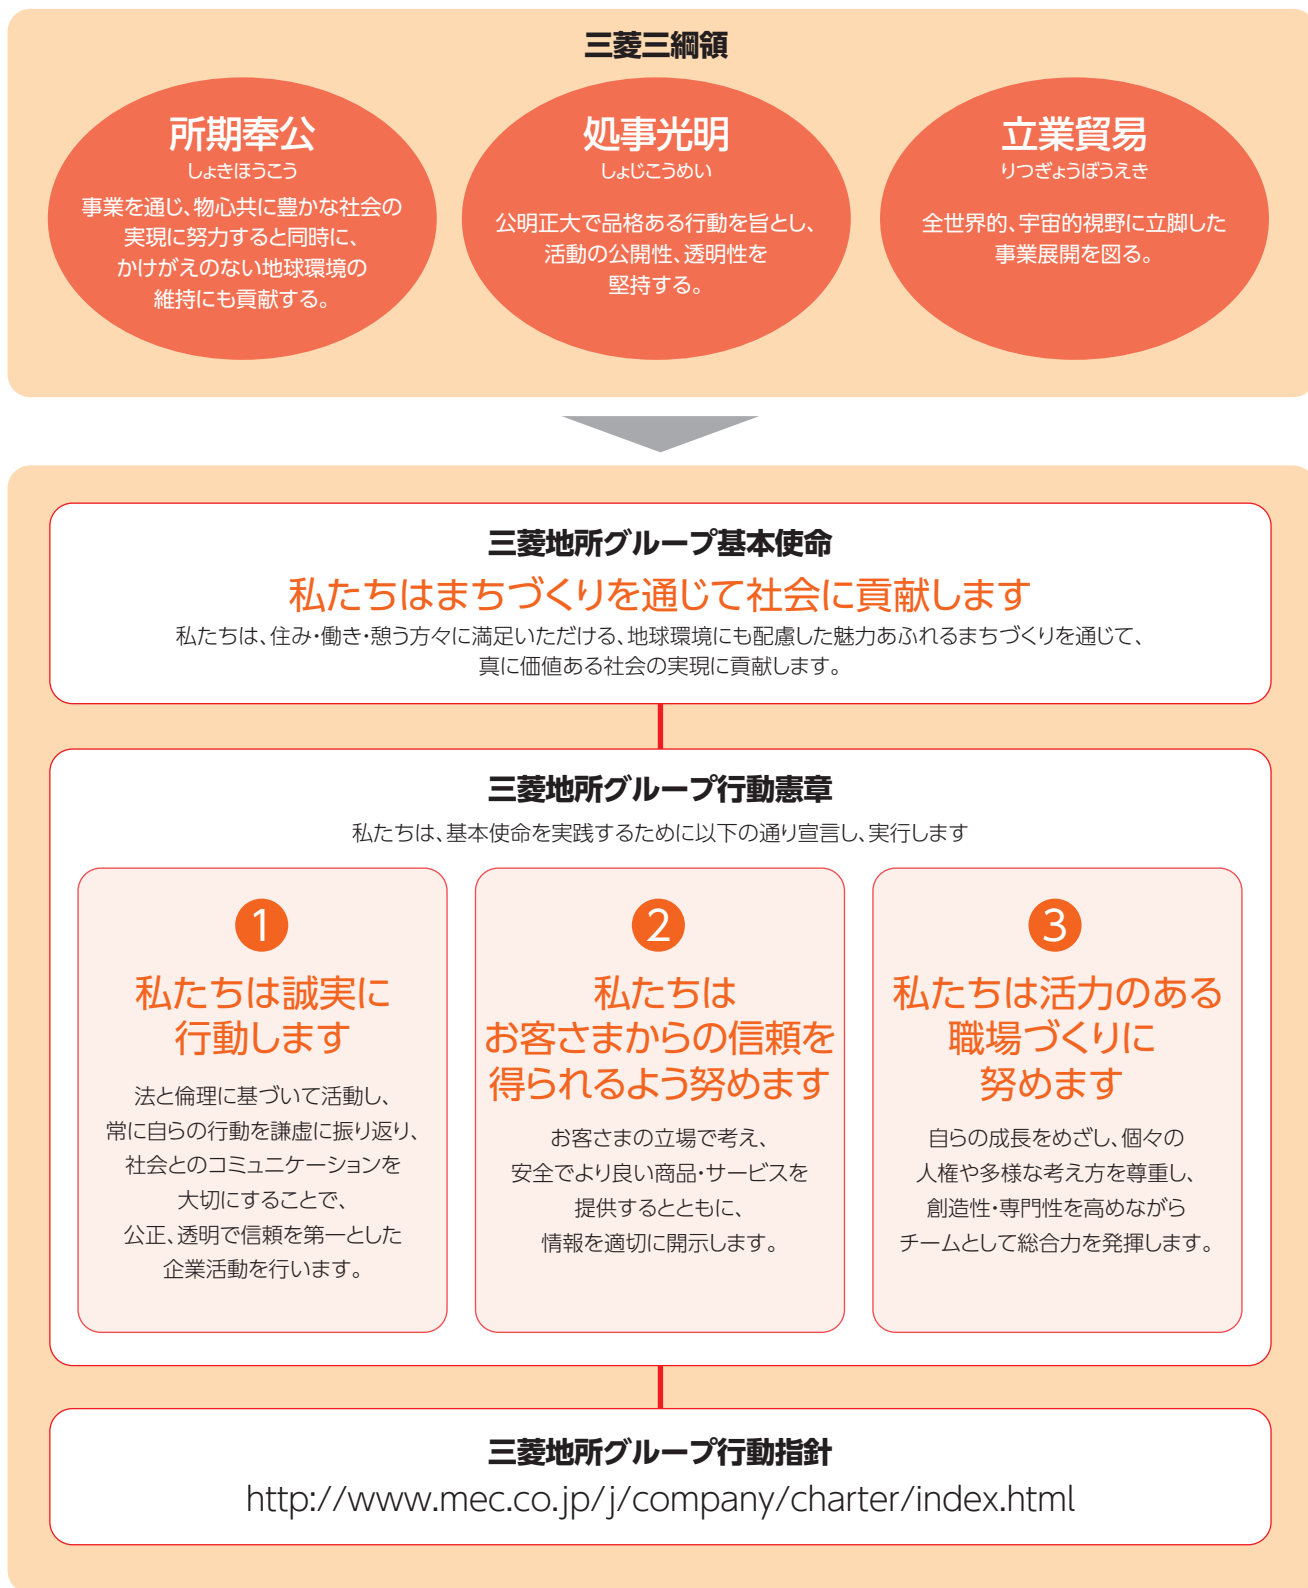 三菱三綱領
所期奉公
しょきほうこう
事業を通じ、物心共に豊かな社会の
実現に努力すると同時に、
かけがえのない地球環境の
維持にも貢献する。
処事光明
しょじこうめい
公明正大で品格ある行動を旨とし、
活動の公開性、透明性を
堅持する。
立業貿易
りつぎょうぼうえき
全世界的、宇宙的視野に立脚した
事業展開を図る。
三菱地所グループ基本使命
私たちはまちづくりを通じて社会に貢献します
私たちは、住み・働き・憩う方々に満足いただける、地球環境にも配慮した魅力あふれるまちづくりを通じて、
真に価値ある社会の実現に貢献します。
三菱地所グループ行動憲章
私たちは、基本使命を実践するために以下の通り宣言し、実行します
1
私たちは誠実に
行動します
法と倫理に基づいて活動し、
常に自らの行動を謙虚に振り返り、
社会とのコミュニケーションを
大切にすることで、
公正、透明で信頼を第一とした
企業活動を行います。
2
私たちは
お客さまからの信頼を
得られるよう努めます
お客さまの立場で考え、
安全でより良い商品・サービスを
提供するとともに、
情報を適切に開示します。
3
私たちは活力のある
職場づくりに
努めます
自らの成長をめざし、個々の
人権や多様な考え方を尊重し、
創造性・専門性を高めながら
チームとして総合力を発揮します。
三菱地所グループ行動指針
http://www.mec.co.jp/j/company/charter/index.html